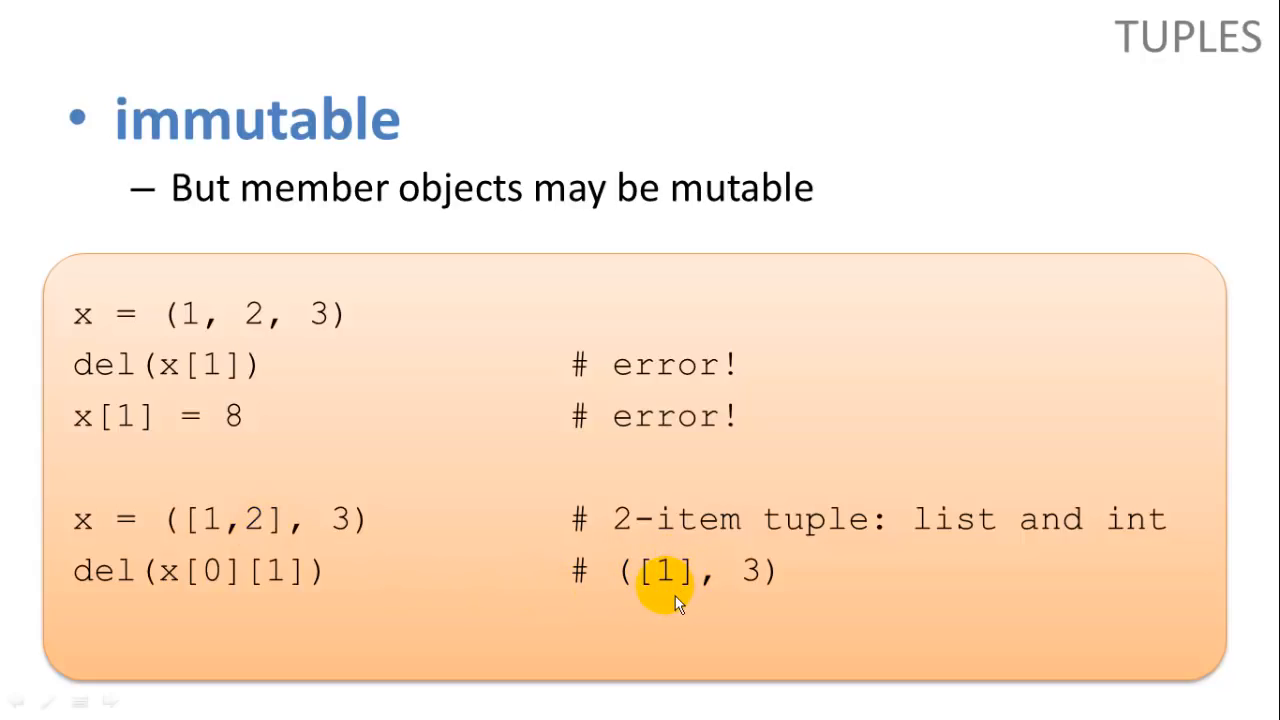 TUPLES
• immutable
– But member objects may be mutable
x = (1, 2, 3)
del(x[1]) # error!
x[1] = 8 # error!
x = ([1,2], 3) # 2-item tuple: list and int
del(x[0][1]) # ([1], 3)